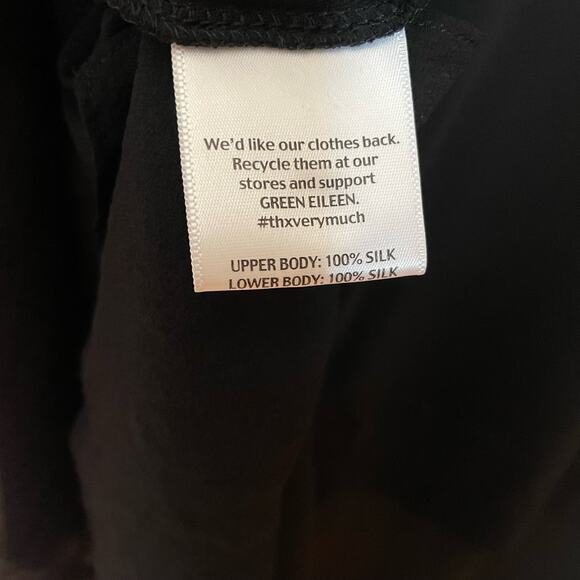 We'd like our clothes back.
Recycle them at our
stores and support
GREEN EILEEN.
#thxverymuch
UPPER BODY: 100% SILK
LOWER BODY: 100% SILK